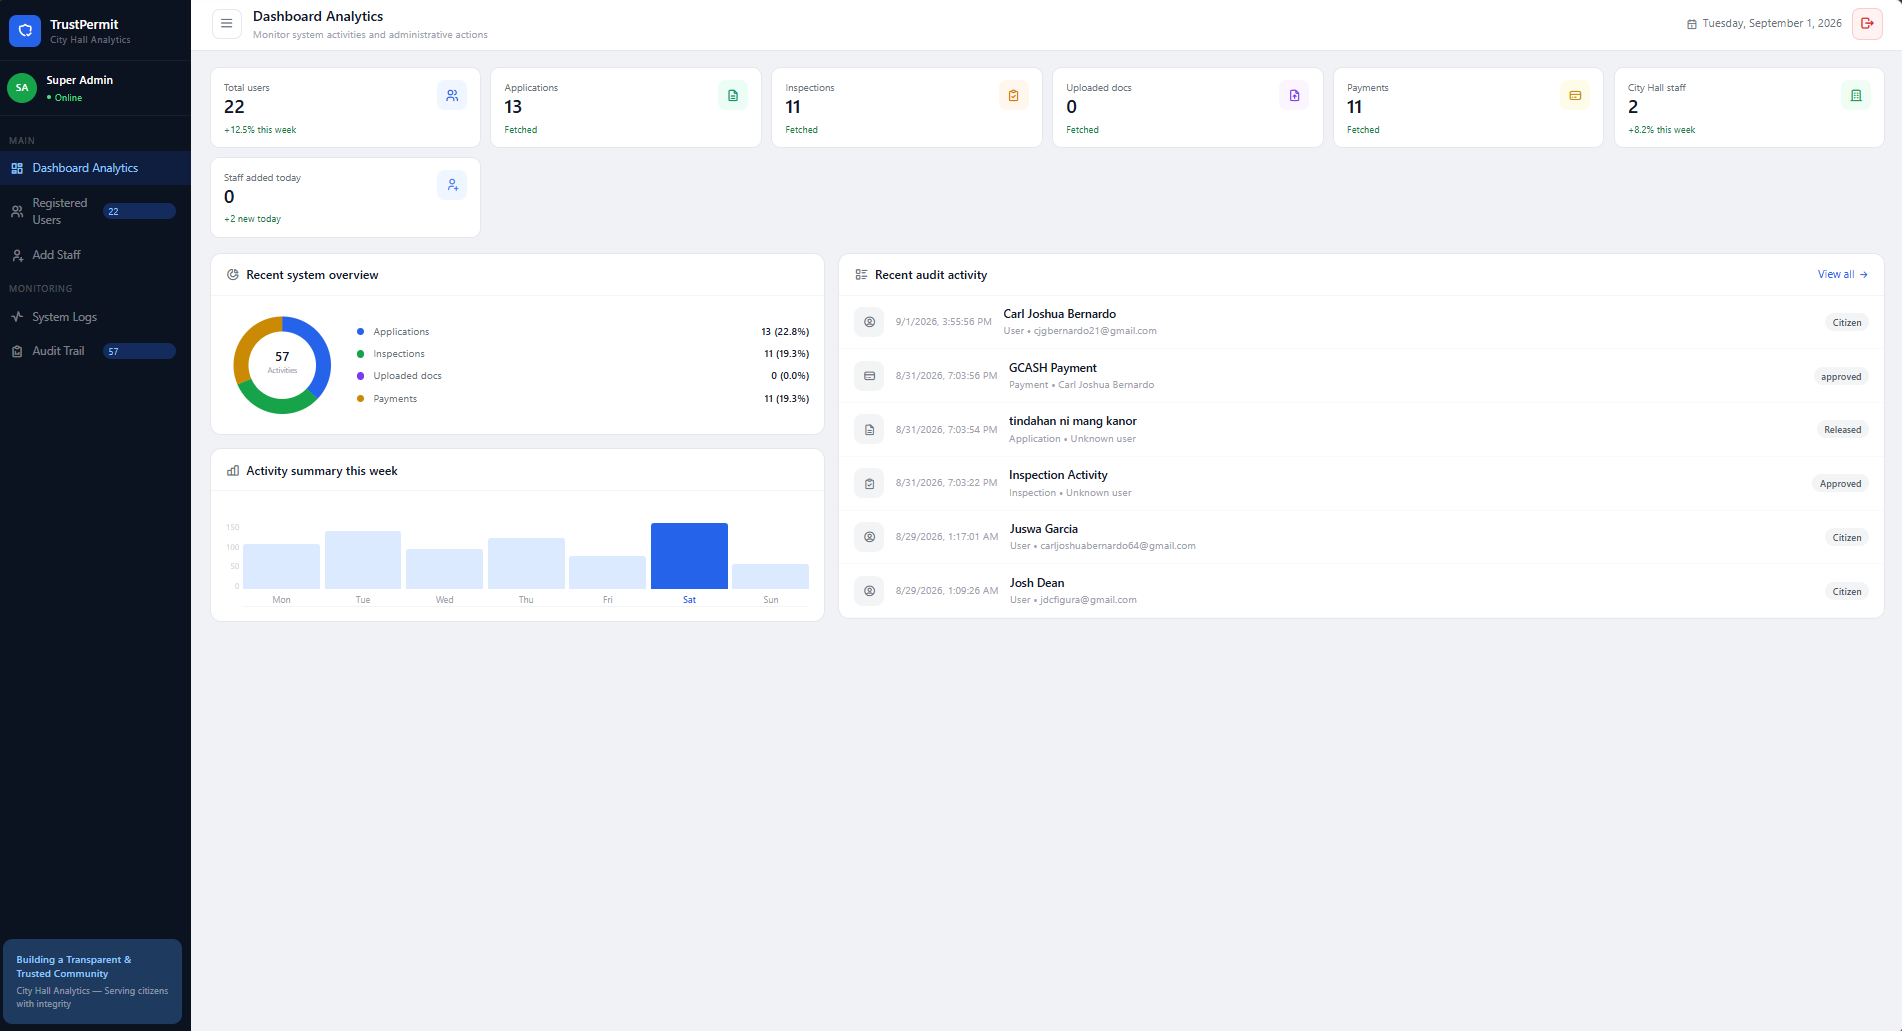 TrustPermit
City Hall Analytics
Super Admin
SA
• Online
MAIN
Dashboard Analytics
Registered
Users
22
Add Staff
MONITORING
System Logs
Audit Trail
57
Building a Transparent &
Trusted Community
City Hall Analytics — Serving citizens
with integrity
Dashboard Analytics
Monitor system activities and administrative actions
Tuesday, September 1, 2026
Total users
22
+12.5% this week
Applications
13
Fetched
Inspections
11
Fetched
Uploaded docs
0
Fetched
Payments
11
Fetched
City Hall staff
2
+8.2% this week
Staff added today
0
+2 new today
Recent system overview
57
Activities
Applications 13 (22.8%)
Inspections 11 (19.3%)
Uploaded docs 0 (0.0%)
Payments 11 (19.3%)
Activity summary this week
150
100
50
0
Mon Tue Wed Thu Fri Sat Sun
Recent audit activity
View all →
9/1/2026, 3:55:56 PM
Carl Joshua Bernardo
User • cjgbernardo21@gmail.com
Citizen
8/31/2026, 7:03:56 PM
GCASH Payment
Payment • Carl Joshua Bernardo
approved
8/31/2026, 7:03:54 PM
tindahan ni mang kanor
Application • Unknown user
Released
8/31/2026, 7:03:22 PM
Inspection Activity
Inspection • Unknown user
Approved
8/29/2026, 1:17:01 AM
Juswa Garcia
User • carljoshuabernardo64@gmail.com
Citizen
8/29/2026, 1:09:26 AM
Josh Dean
User • jdcfigura@gmail.com
Citizen